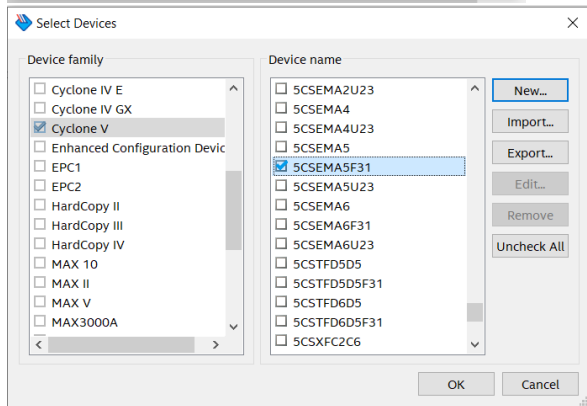 Select Devices
Device family
Cyclone IV E
Cyclone IV GX
Cyclone V
Enhanced Configuration Devic
EPC1
EPC2
HardCopy II
HardCopy III
HardCopy IV
MAX 10
MAX II
MAX V
MAX3000A
Device name
5CSEMA2U23
5CSEMA4
5CSEMA4U23
5CSEMA5
5CSEMA5F31
5CSEMA5U23
5CSEMA6
5CSEMA6F31
5CSEMA6U23
5CSTFD5D5
5CSTFD5D5F31
5CSTFD6D5
5CSTFD6D5F31
5CSXFC2C6
New...
Import...
Export...
Edit...
Remove
Uncheck All
OK
Cancel